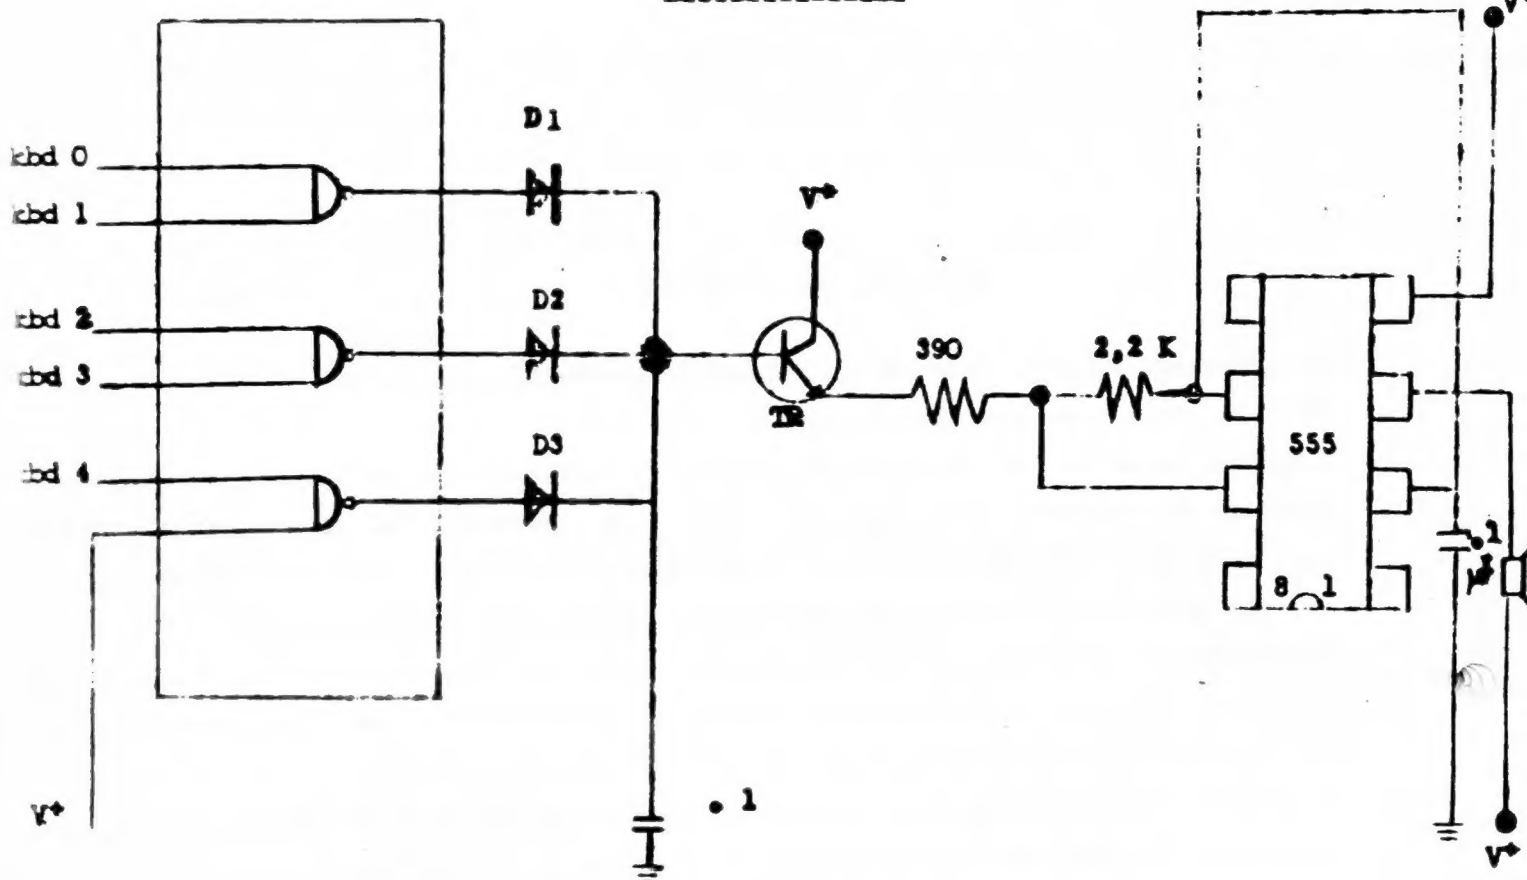 V+
D1
kbd 0
kbd 1
V+
D2
kbd 2
kbd 3
390
2,2 K
TR
D3
555
kbd 4
.1
µf
8 1
V+
. 1
V+